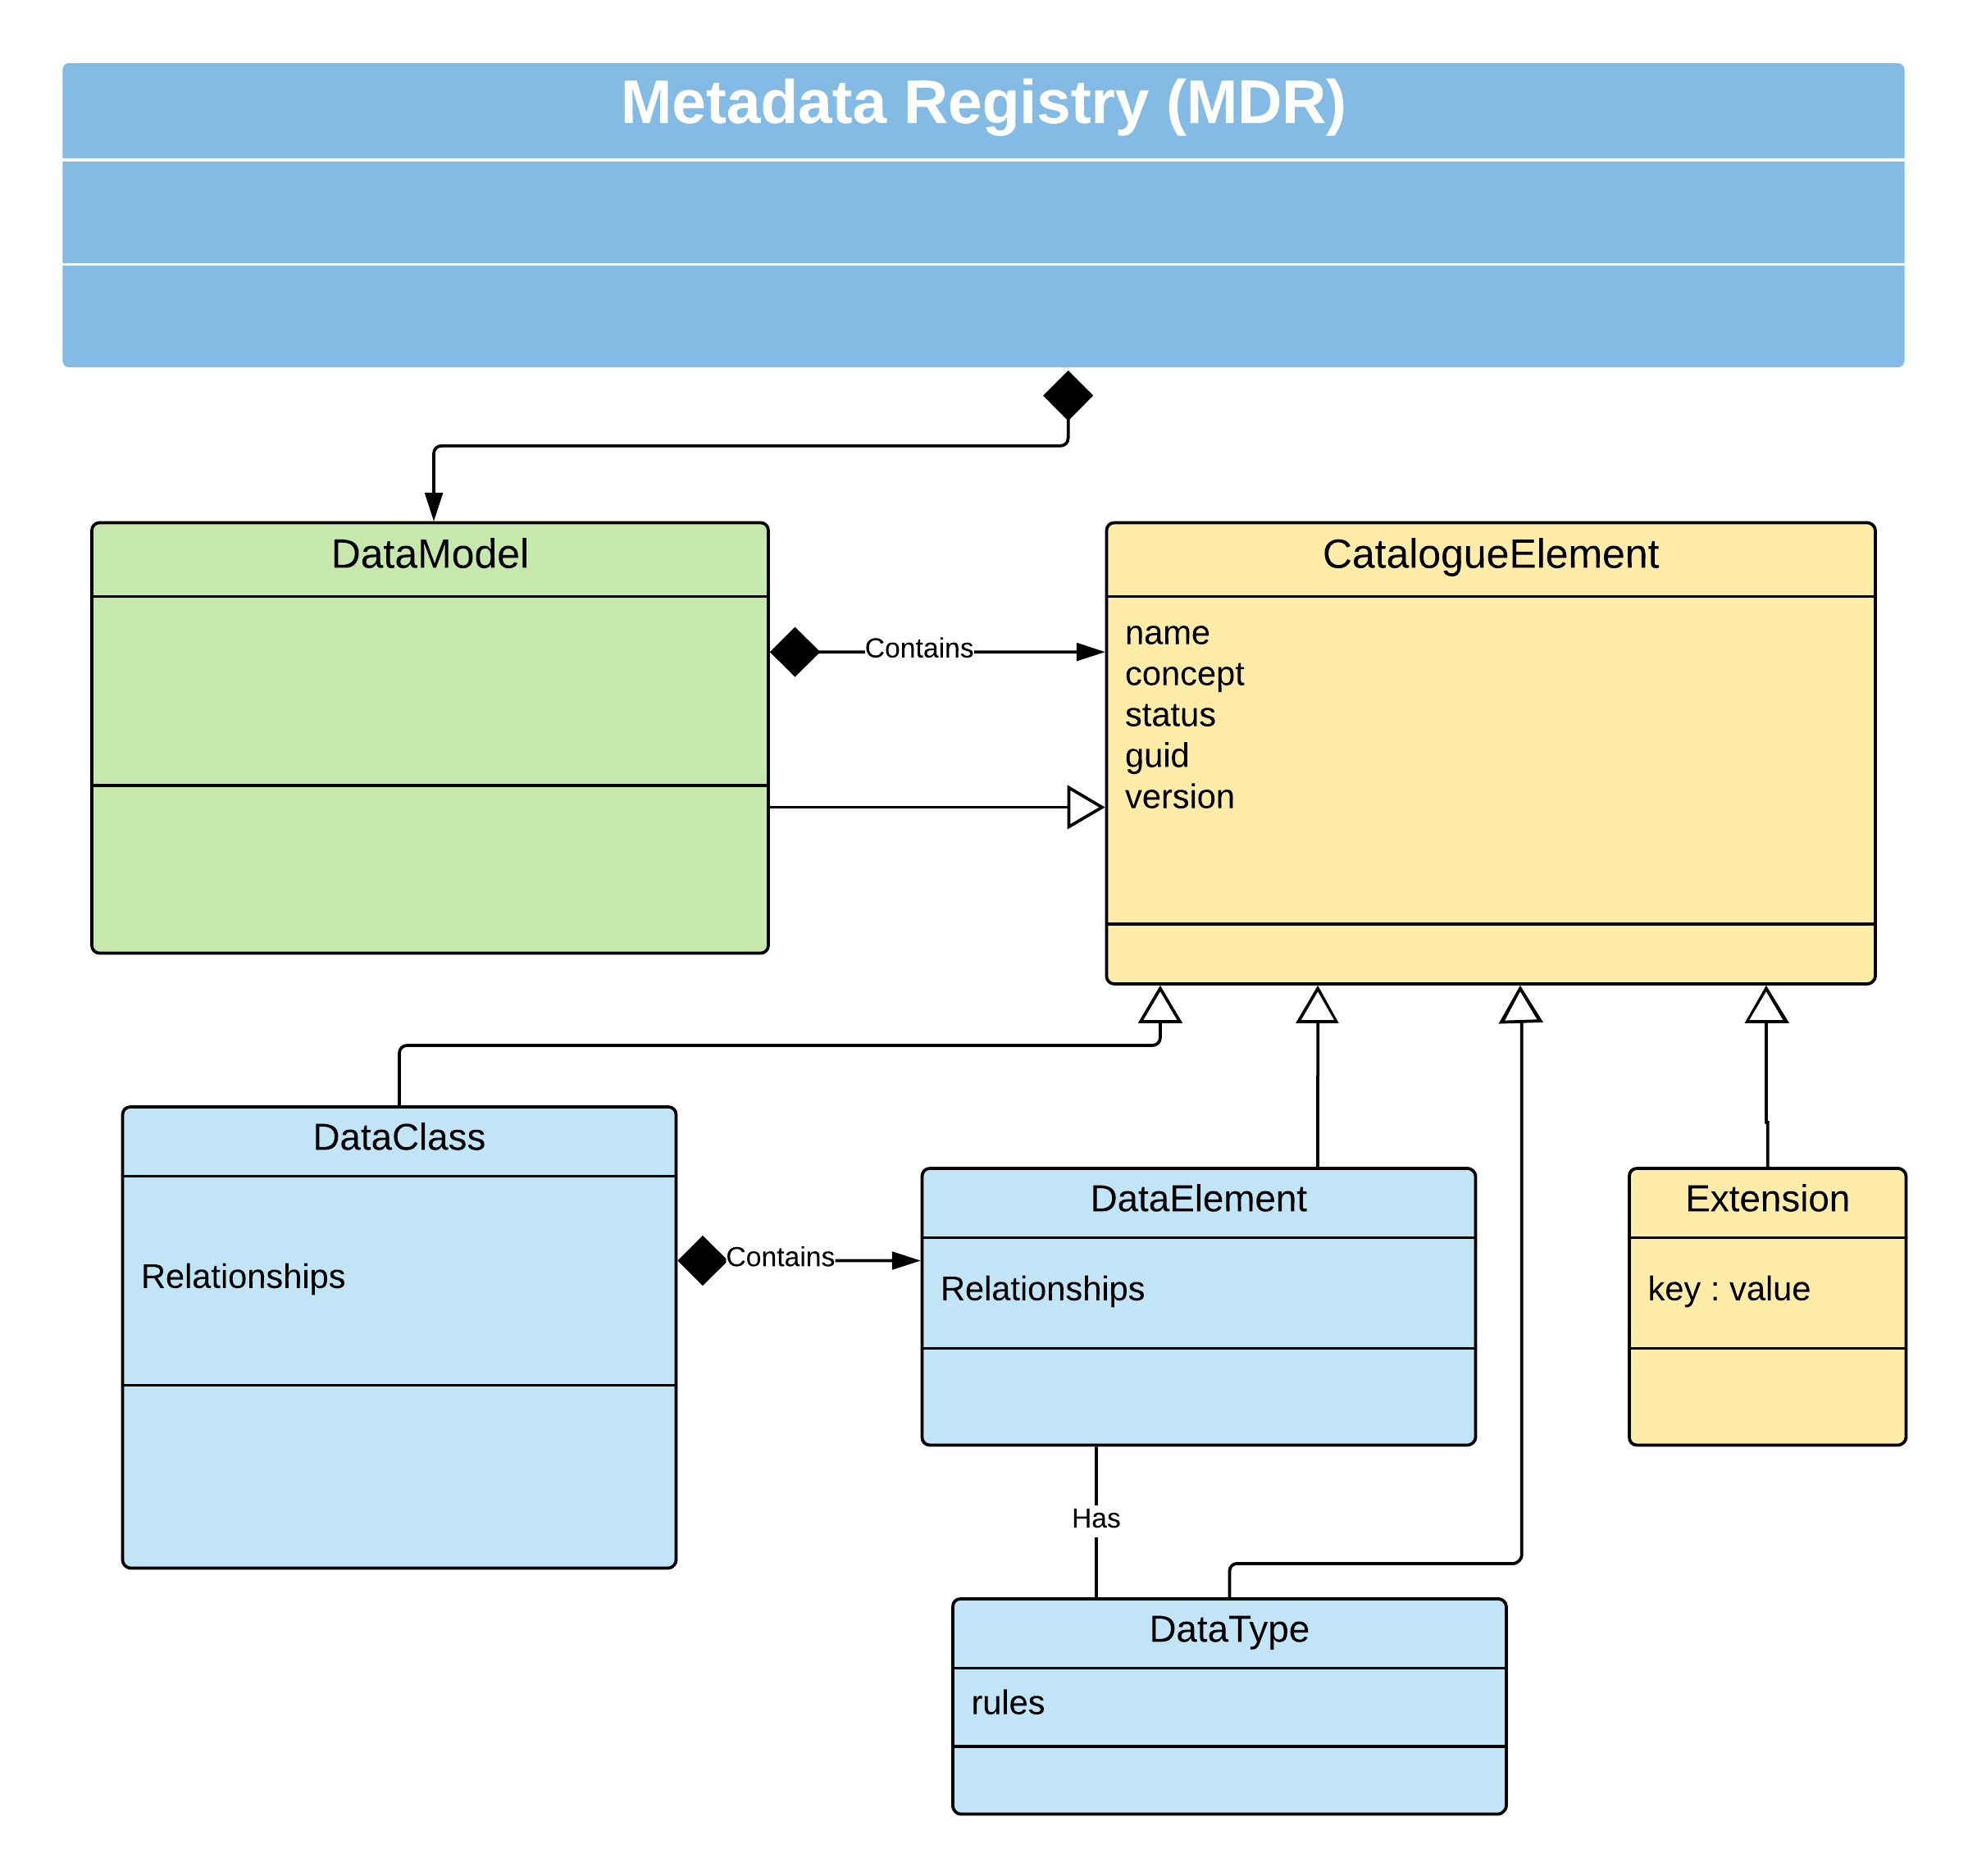 Metadata Registry (MDR)
DataModel
CatalogueElement
Contains
name
concept
status
guid
version
DataClass
Relationships
Contains
DataElement
Relationships
Extension
key : value
Has
DataType
rules